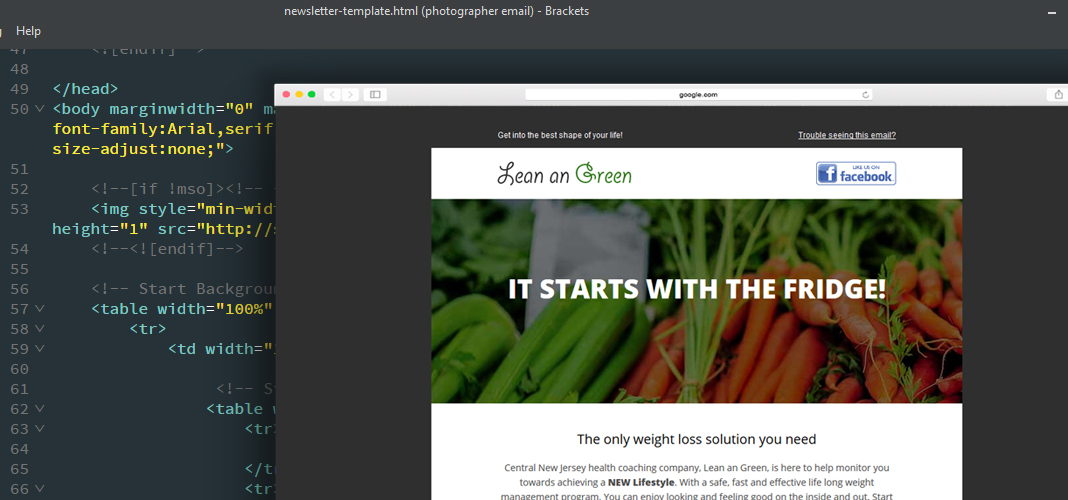 newsletter-template.html (photographer email) - Brackets
Help
47 <![endif]-->
48
49 </head>
50 <body marginwidth="0"
font-family:Arial,serif
size-adjust:none;">
51
52 <!--[if !mso]><!--
53 <img style="min-width
height="1" src="http://
54 <!--<![endif]-->
55
56 <!-- Start Background
57 <table width="100%"
58 <tr>
59 <td width="
60
61 <!--
62 <table
63 <tr>
64
65 </tr
66 <tr>
google.com
Get into the best shape of your life!
Trouble seeing this email?
Lean an Green
LIKE US ON
facebook
IT STARTS WITH THE FRIDGE!
The only weight loss solution you need
Central New Jersey health coaching company, Lean an Green, is here to help monitor you
towards achieving a NEW Lifestyle. With a safe, fast and effective life long weight
management program. You can enjoy looking and feeling good on the inside and out. Start